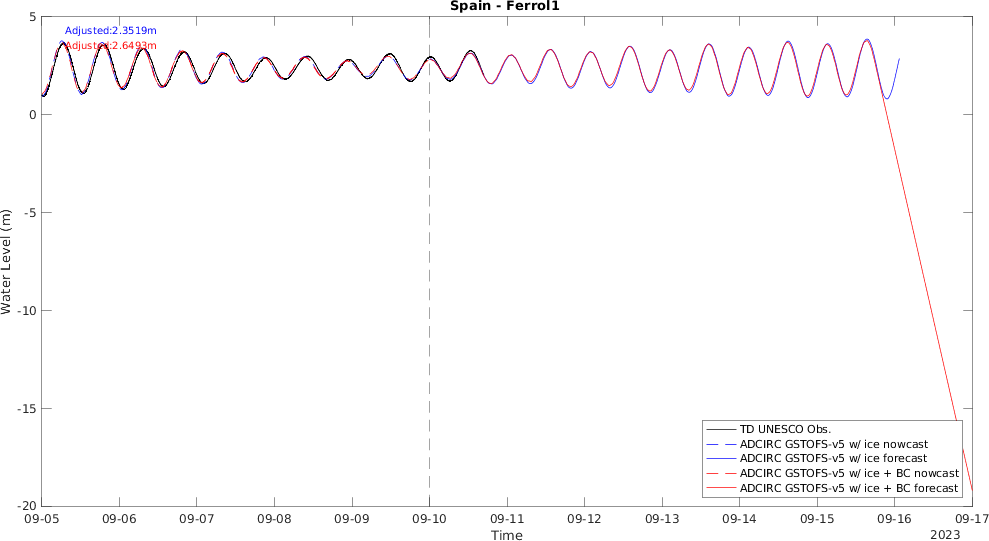 Spain - Ferrol1
Adjusted:2.3519m
Adjusted:2.6493m
5
0
-5
-10
-15
-20
Water Level (m)
TD UNESCO Obs.
ADCIRC GSTOFS-v5 w/ ice nowcast
ADCIRC GSTOFS-v5 w/ ice forecast
ADCIRC GSTOFS-v5 w/ ice + BC nowcast
ADCIRC GSTOFS-v5 w/ ice + BC forecast
09-05 09-06 09-07 09-08 09-09 09-10 09-11 09-12 09-13 09-14 09-15 09-16 09-17
Time
2023